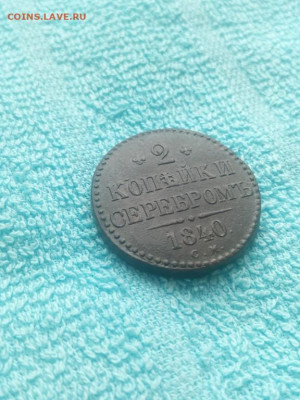 COINS.LAVE.RU
2
КОПѢЙКИ
СЕРЕБРОМЪ
1840